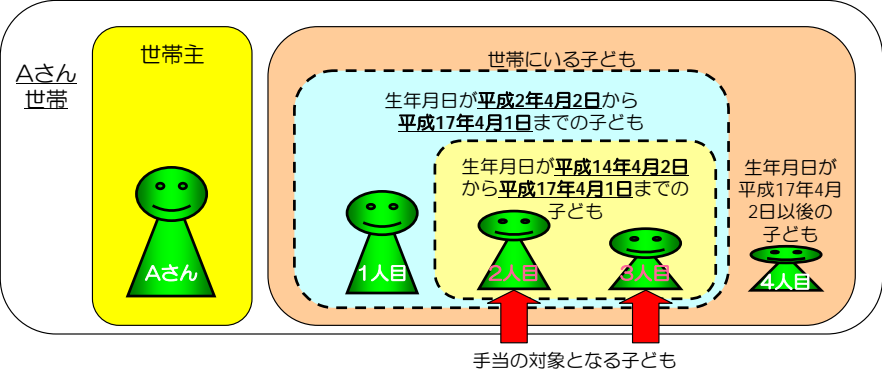 Aさん
世帯
世帯主
Aさん
世帯にいる子ども
生年月日が平成2年4月2日から
平成17年4月1日までの子ども
生年月日が平成14年4月2日
から平成17年4月1日までの
子ども
生年月日が
平成17年4月
2日以後の
子ども
1人目
2人目
3人目
4人目
手当の対象となる子ども